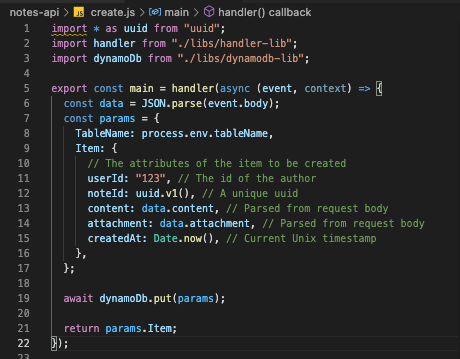 notes-api > JS create.js > main > handler() callback
1 import * as uuid from "uuid";
2 import handler from "./libs/handler-lib";
3 import dynamoDb from "./libs/dynamodb-lib";
4
5 export const main = handler(async (event, context) => {
6   const data = JSON.parse(event.body);
7   const params = {
8     TableName: process.env.tableName,
9     Item: {
10       // The attributes of the item to be created
11       userId: "123", // The id of the author
12       noteId: uuid.v1(), // A unique uuid
13       content: data.content, // Parsed from request body
14       attachment: data.attachment, // Parsed from request body
15       createdAt: Date.now(), // Current Unix timestamp
16     },
17   };
18
19   await dynamoDb.put(params);
20
21   return params.Item;
22 });